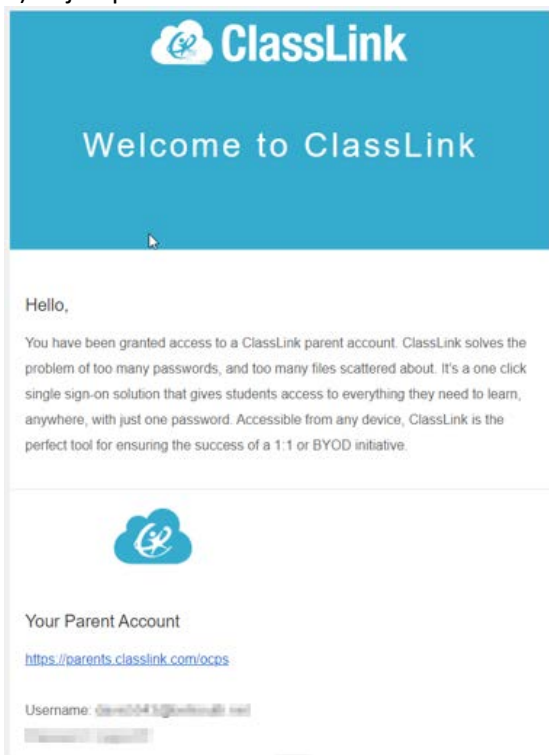 ClassLink
Welcome to ClassLink
Hello,
You have been granted access to a ClassLink parent account. ClassLink solves the
problem of too many passwords, and too many files scattered about. It's a one click
single sign-on solution that gives students access to everything they need to learn,
anywhere, with just one password. Accessible from any device, ClassLink is the
perfect tool for ensuring the success of a 1:1 or BYOD initiative.
Your Parent Account
https://parents.classlink.com/ocps
Username: